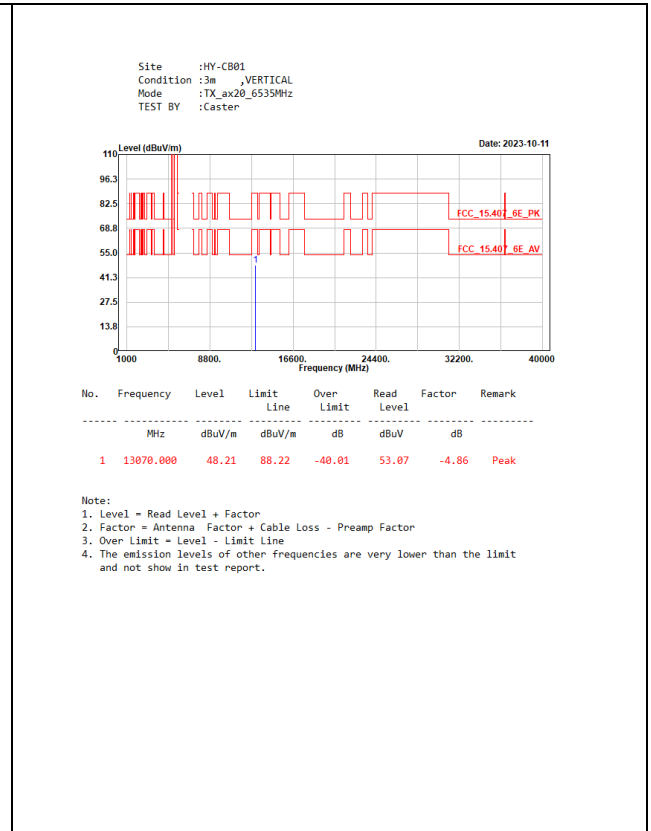 Site      :HY-CB01
Condition :3m    ,VERTICAL
Mode      :TX_ax20_6535MHz
TEST BY   :Caster
Level (dBuV/m)
Date: 2023-10-11
110
96.3
82.5
68.8
55.0
41.3
27.5
13.8
0
FCC_15.407_6E_PK
FCC_15.407_6E_AV
1
1000 8800. 16600. 24400. 32200. 40000
Frequency (MHz)
No. Frequency Level Limit Over Read Factor Remark
Line Limit Level
------ ----------- -------- -------- --------- --------- -------- ---------
MHz dBuV/m dBuV/m dB dBuV dB
1 13070.000 48.21 88.22 -40.01 53.07 -4.86 Peak
Note:
1. Level = Read Level + Factor
2. Factor = Antenna  Factor + Cable Loss - Preamp Factor
3. Over Limit = Level - Limit Line
4. The emission levels of other frequencies are very lower than the limit
and not show in test report.